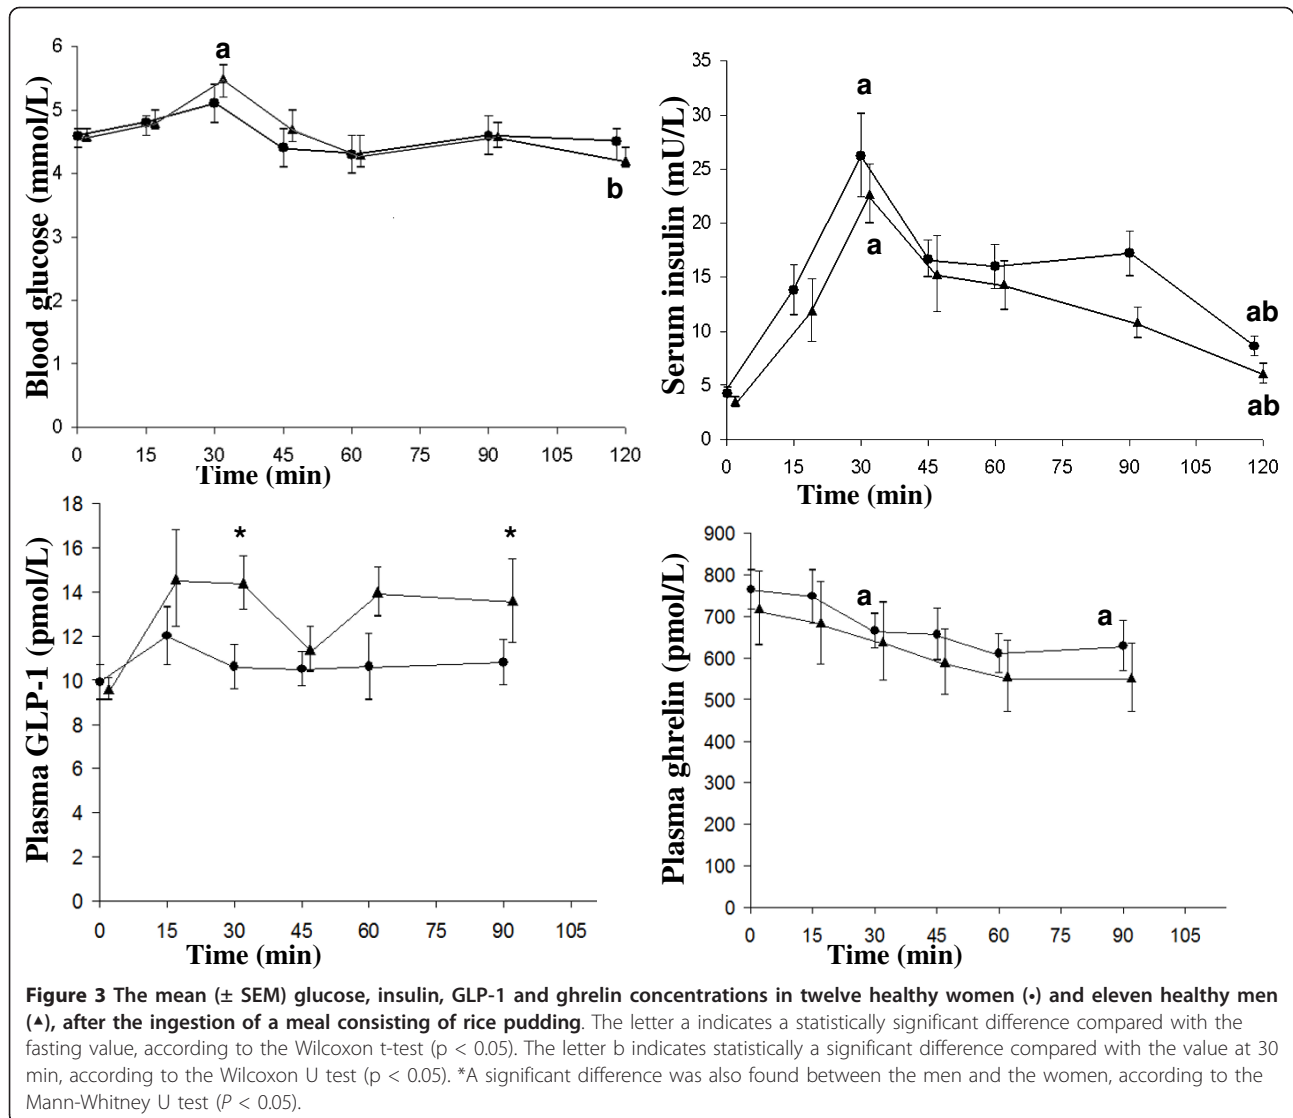 Blood glucose (mmol/L)
6
5
4
3
2
1
0
a
b
0 15 30 45 60 75 90 105 120
Time (min)
Serum insulin (mU/L)
35
30
25
20
15
10
5
0
a
a
ab
ab
0 15 30 45 60 75 90 105 120
Time (min)
Plasma GLP-1 (pmol/L)
18
16
14
12
10
8
6
4
2
0
* *
0 15 30 45 60 75 90 105
Time (min)
Plasma ghrelin (pmol/L)
900
800
700
600
500
400
300
200
100
0
a
a
0 15 30 45 60 75 90 105
Time (min)
Figure 3 The mean (± SEM) glucose, insulin, GLP-1 and ghrelin concentrations in twelve healthy women (•) and eleven healthy men
(▲), after the ingestion of a meal consisting of rice pudding. The letter a indicates a statistically significant difference compared with the
fasting value, according to the Wilcoxon t-test (p < 0.05). The letter b indicates statistically a significant difference compared with the value at 30
min, according to the Wilcoxon U test (p < 0.05). *A significant difference was also found between the men and the women, according to the
Mann-Whitney U test (P < 0.05).